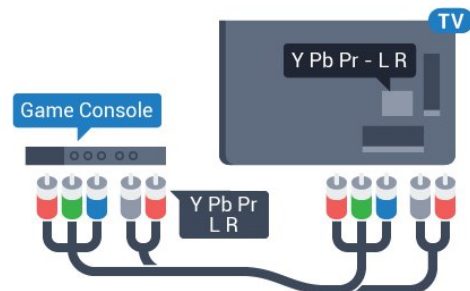 TV
Y Pb Pr - L R
Game Console
Y Pb Pr
L R